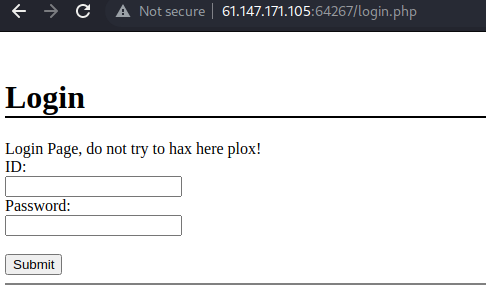 Not secure | 61.147.171.105:64267/login.php
Login
Login Page, do not try to hax here plox!
ID:
Password:
Submit